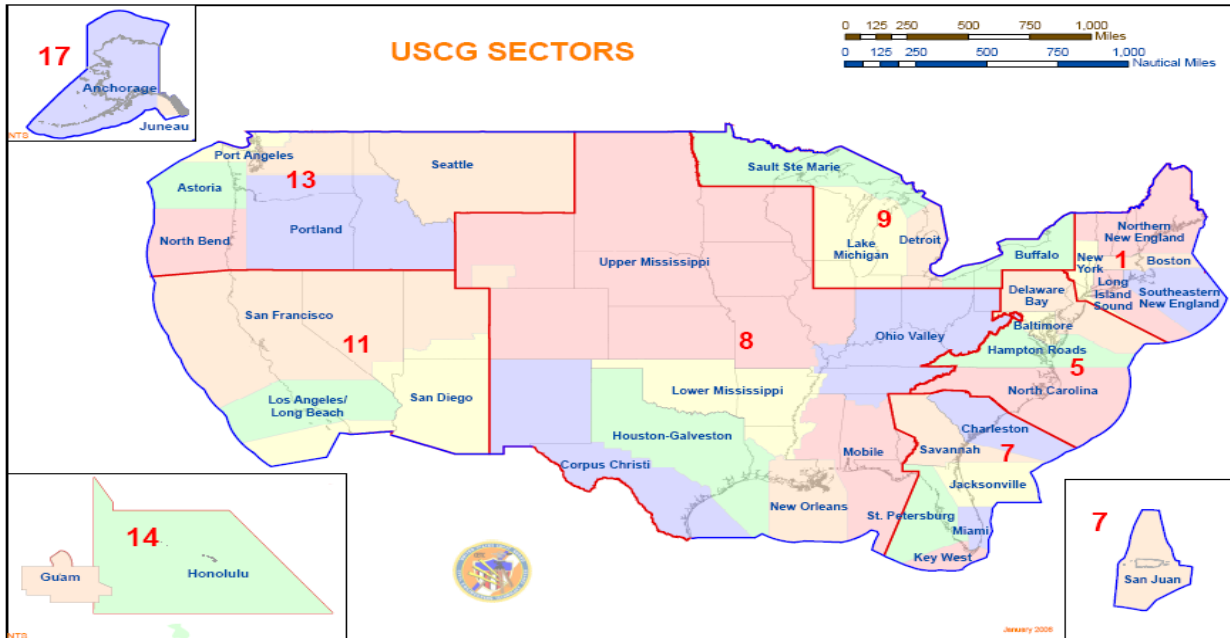 USCG SECTORS
0 125 250 500 750 1,000
Miles
0 125 250 500 750 1,000
Nautical Miles
17
Anchorage
Juneau
NTS
Port Angeles
Seattle
13
Astoria
Portland
North Bend
San Francisco
11
Los Angeles/
Long Beach
San Diego
Upper Mississippi
8
Ohio Valley
Lower Mississippi
Houston-Galveston
Corpus Christi
Mobile
New Orleans
Sault Ste Marie
9
Lake
Michigan
Detroit
Buffalo
Northern
New England
1
Boston
New
York
Long
Island
Sound
Southeastern
New England
Delaware
Bay
Baltimore
Hampton Roads
5
North Carolina
Charleston
Savannah
7
Jacksonville
St. Petersburg
Miami
Key West
14
Guam
Honolulu
NTS
7
San Juan